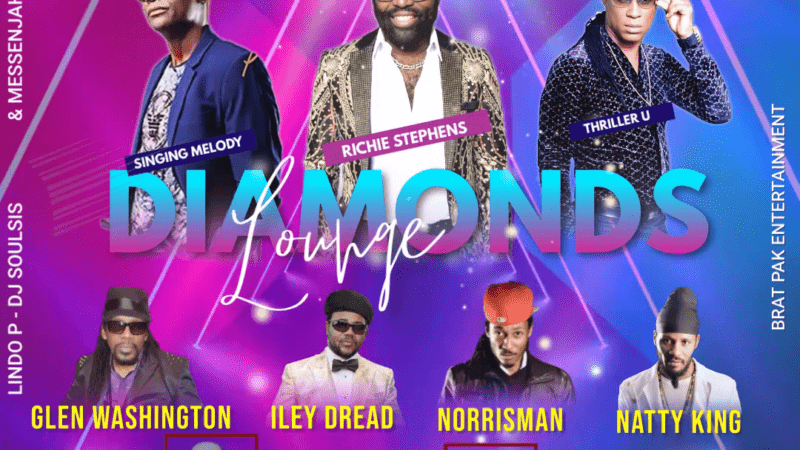 & MESSENJAH
LINDO P - DJ SOULSIS
SINGING MELODY
RICHIE STEPHENS
THRILLER U
DIAMONDS
Lounge
BRAT PAK ENTERTAINMENT
GLEN WASHINGTON
ILEY DREAD
NORRISMAN
NATTY KING